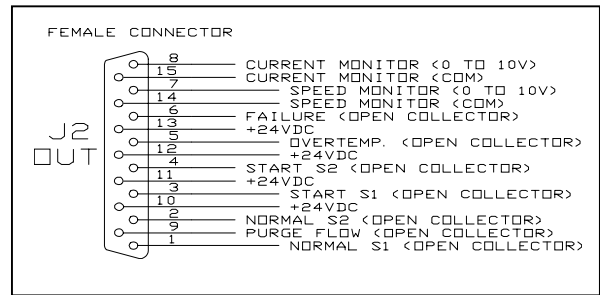 FEMALE CONNECTOR
8 CURRENT MONITOR (0 TO 10V)
15 CURRENT MONITOR (COM)
7 SPEED MONITOR (0 TO 10V)
14 SPEED MONITOR (COM)
6 FAILURE (OPEN COLLECTOR)
13 +24VDC
5 OVERTEMP. (OPEN COLLECTOR)
12 +24VDC
4 START S2 (OPEN COLLECTOR)
11 +24VDC
3 START S1 (OPEN COLLECTOR)
10 +24VDC
2 NORMAL S2 (OPEN COLLECTOR)
9 PURGE FLOW (OPEN COLLECTOR)
1 NORMAL S1 (OPEN COLLECTOR)
J2
OUT